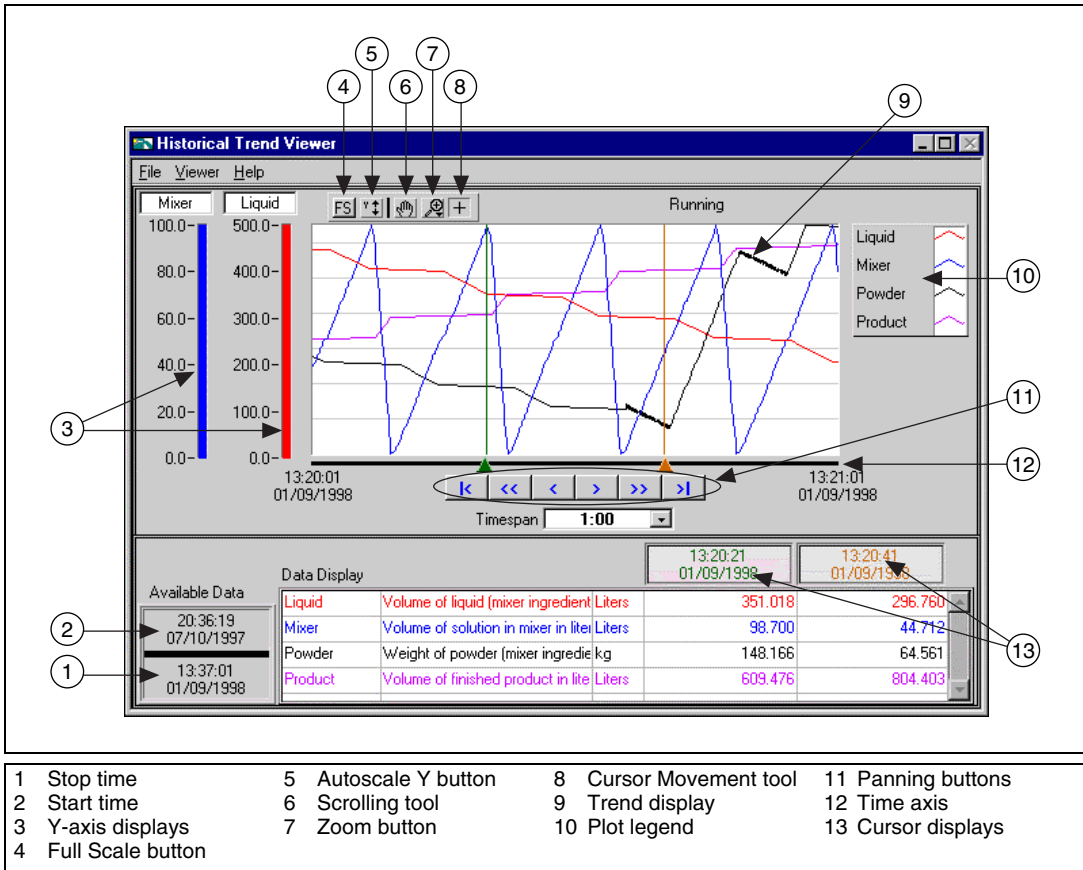 4
5
6
7
8
9
Historical Trend Viewer
File Viewer Help
Mixer
Liquid
FS
Y
Running
100.0
80.0
60.0
40.0
20.0
0.0
500.0
400.0
300.0
200.0
100.0
0.0
Liquid
Mixer
Powder
Product
10
3
11
12
13:20:01
01/09/1998
|< << < > >> >|
13:21:01
01/09/1998
Timespan 1:00
13:20:21
01/09/1998
13:20:41
01/09/1998
Available Data
Data Display
20:36:19
07/10/1997
13:37:01
01/09/1998
Liquid Volume of liquid (mixer ingredient Liters 351.018 296.760
Mixer Volume of solution in mixer in liter Liters 98.700 44.712
Powder Weight of powder (mixer ingredie kg 148.166 64.561
Product Volume of finished product in lite Liters 609.476 804.403
2
1
13
1 Stop time
2 Start time
3 Y-axis displays
4 Full Scale button
5 Autoscale Y button
6 Scrolling tool
7 Zoom button
8 Cursor Movement tool
9 Trend display
10 Plot legend
11 Panning buttons
12 Time axis
13 Cursor displays